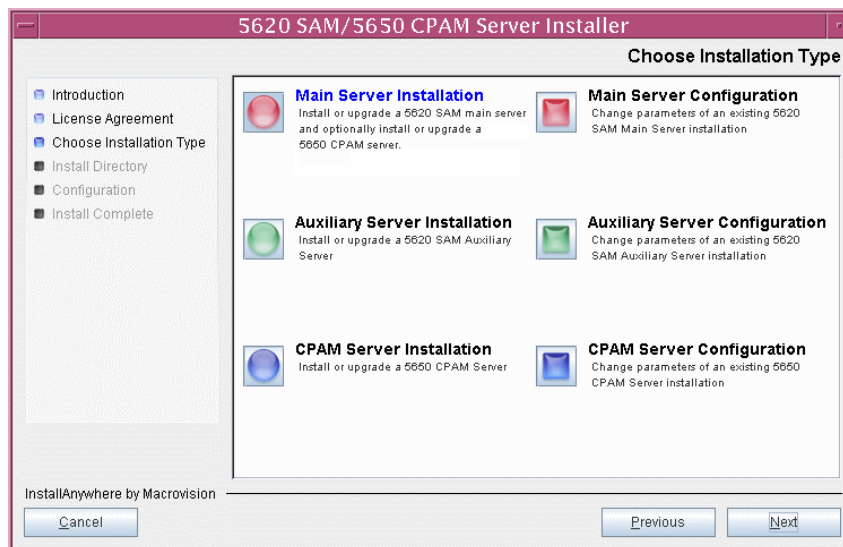 5620 SAM/5650 CPAM Server Installer
Choose Installation Type
Introduction
License Agreement
Choose Installation Type
Install Directory
Configuration
Install Complete
Main Server Installation
Install or upgrade a 5620 SAM main server
and optionally install or upgrade a
5650 CPAM server.
Main Server Configuration
Change parameters of an existing 5620
SAM Main Server installation
Auxiliary Server Installation
Install or upgrade a 5620 SAM Auxiliary
Server
Auxiliary Server Configuration
Change parameters of an existing 5620
SAM Auxiliary Server installation
CPAM Server Installation
Install or upgrade a 5650 CPAM Server
CPAM Server Configuration
Change parameters of an existing 5650
CPAM Server installation
InstallAnywhere by Macrovision
Cancel
Previous
Next